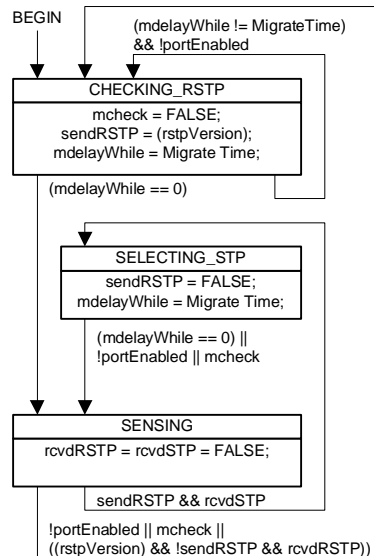 BEGIN
(mdelayWhile != MigrateTime)
&& !portEnabled
CHECKING_RSTP
mcheck = FALSE;
sendRSTP = (rstpVersion);
mdelayWhile = Migrate Time;
(mdelayWhile == 0)
SELECTING_STP
sendRSTP = FALSE;
mdelayWhile = Migrate Time;
(mdelayWhile == 0) ||
!portEnabled || mcheck
SENSING
rcvdRSTP = rcvdSTP = FALSE;
sendRSTP && rcvdSTP
!portEnabled || mcheck ||
((rstpVersion) && !sendRSTP && rcvdRSTP))